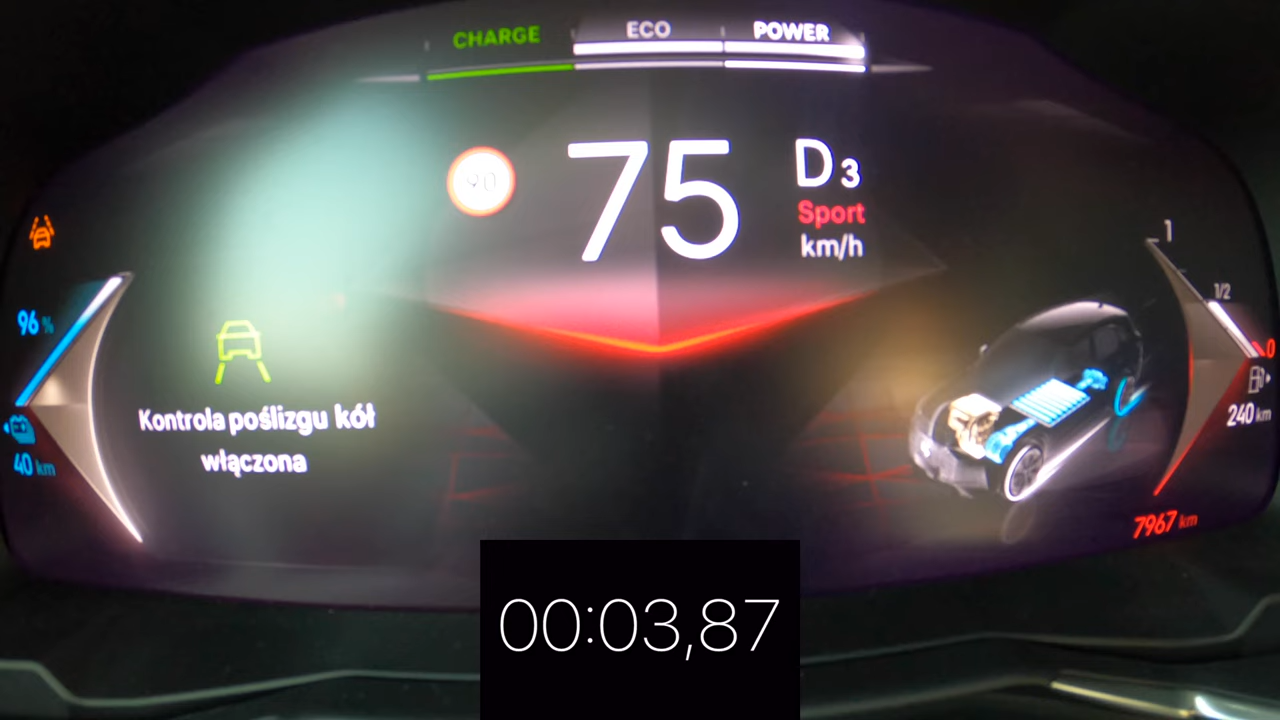 CHARGE ECO POWER
90 75 D3
Sport
km/h
1
1/2
0
96 %
240 km
Kontrola poślizgu kół
włączona
40 km
7967 km
00:03,87